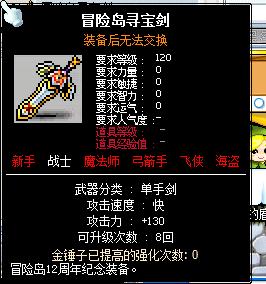 冒险岛寻宝剑
装备后无法交换
要求等级： 120
要求力量： 0
要求敏捷： 0
要求智力： 0
要求运气： 0
要求人气度： -
道具等级： -
道具经验值： -
新手 战士 魔法师 弓箭手 飞侠 海盗
武器分类 : 单手剑
攻击速度 : 快
攻击力 : +130
可升级次数 : 8回
金锤子已提高的强化次数: 0
冒险岛12周年纪念装备。